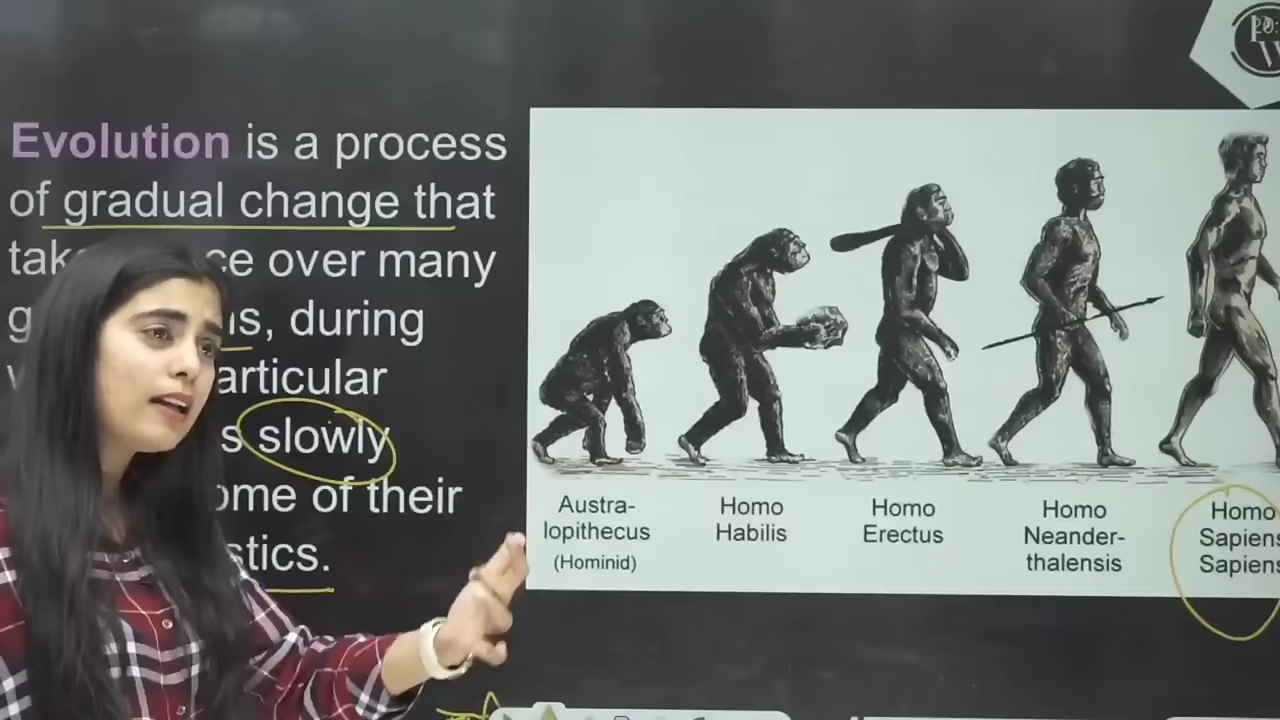 Evolution is a process
of gradual change that
ce over many
s, during
articular
s slowly
ome of their
stics.
Austra-
lopithecus
(Hominid)
Homo
Habilis
Homo
Erectus
Homo
Neander-
thalensis
Homo
Sapiens
Sapiens
PW